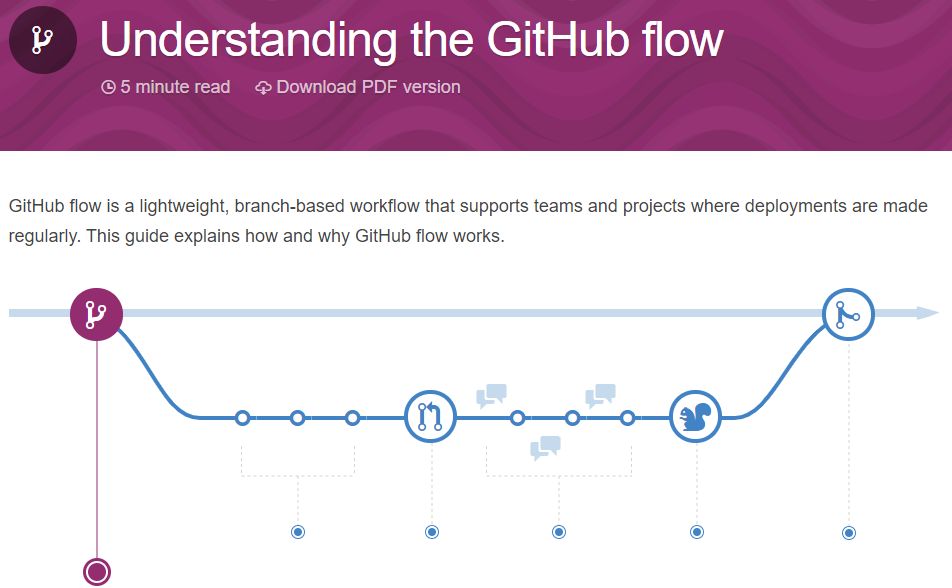 Understanding the GitHub flow
5 minute read Download PDF version
GitHub flow is a lightweight, branch-based workflow that supports teams and projects where deployments are made
regularly. This guide explains how and why GitHub flow works.